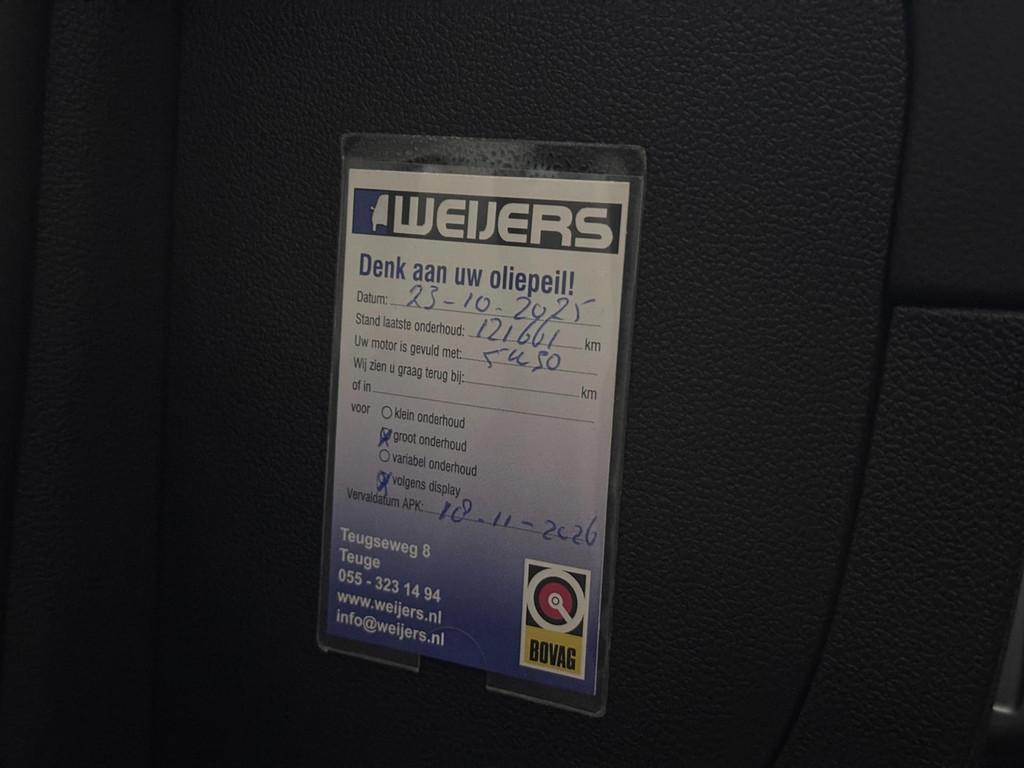 WEIJERS
Denk aan uw oliepeil!
Datum: 23-10-2025
Stand laatste onderhoud: 121661 km
Uw motor is gevuld met: 5W30
Wij zien u graag terug bij: km
of in
voor klein onderhoud
groot onderhoud
variabel onderhoud
volgens display
Vervaldatum APK: 18-11-2026
Teugseweg 8
Teuge
055 - 323 14 94
www.weijers.nl
info@weijers.nl
BOVAG